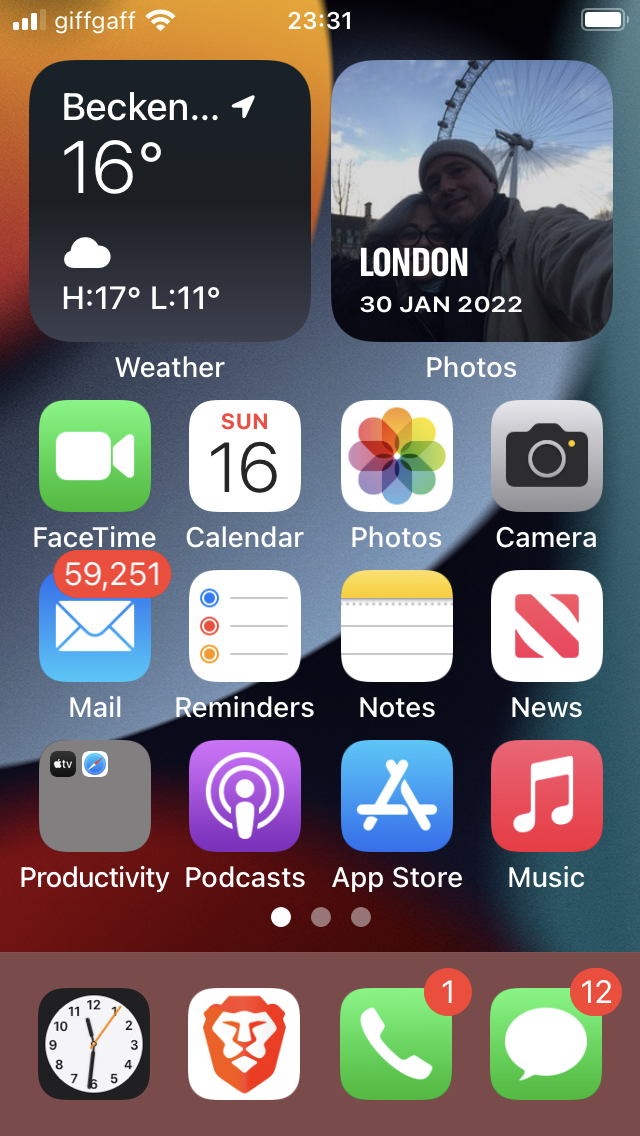 giffgaff 23:31
Becken...
16°
H:17° L:11°
LONDON
30 JAN 2022
Weather Photos
SUN
16
FaceTime Calendar Photos Camera
59,251
Mail Reminders Notes News
tv
Productivity Podcasts App Store Music
1 12
12
11 1
10 2
9 3
8 4
7 5
6